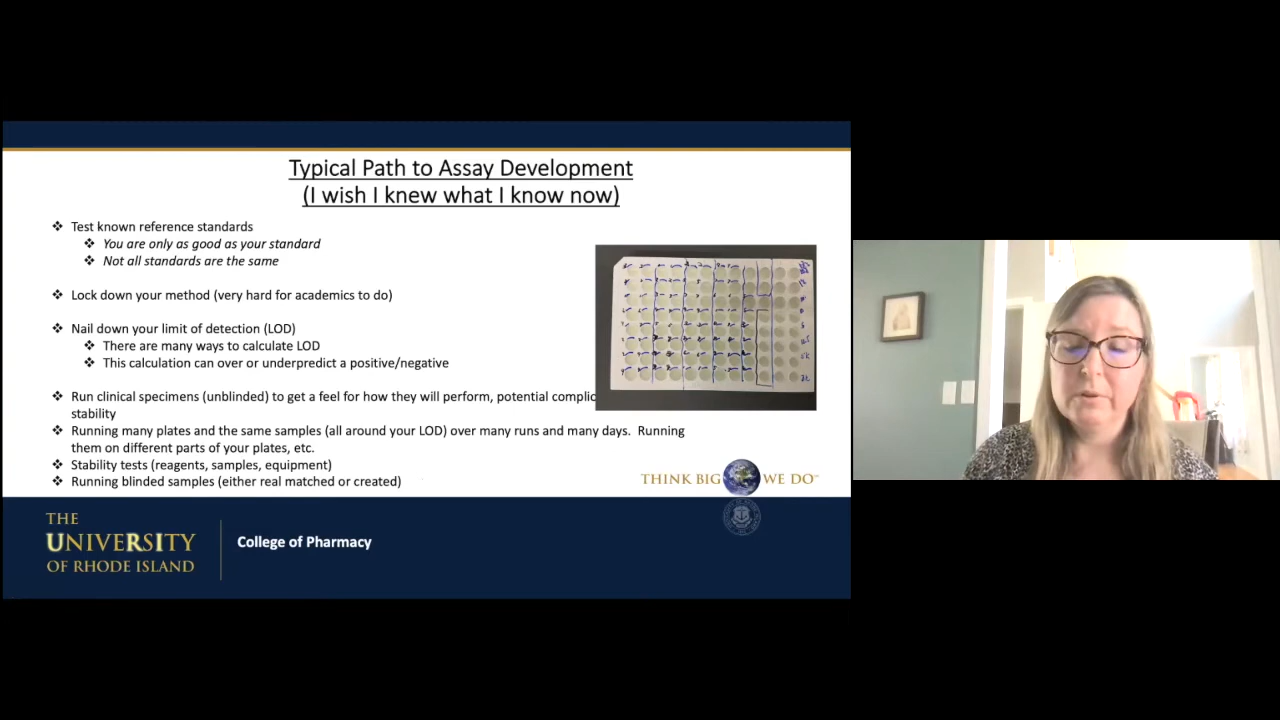 Typical Path to Assay Development
(I wish I knew what I know now)
❖ Test known reference standards
❖ You are only as good as your standard
❖ Not all standards are the same
❖ Lock down your method (very hard for academics to do)
❖ Nail down your limit of detection (LOD)
❖ There are many ways to calculate LOD
❖ This calculation can over or underpredict a positive/negative
❖ Run clinical specimens (unblinded) to get a feel for how they will perform, potential
stability
❖ Running many plates and the same samples (all around your LOD) over many runs and many days. Running
them on different parts of your plates, etc.
❖ Stability tests (reagents, samples, equipment)
❖ Running blinded samples (either real matched or created)
THINK BIG WE DO℠
THE
UNIVERSITY
OF RHODE ISLAND
College of Pharmacy